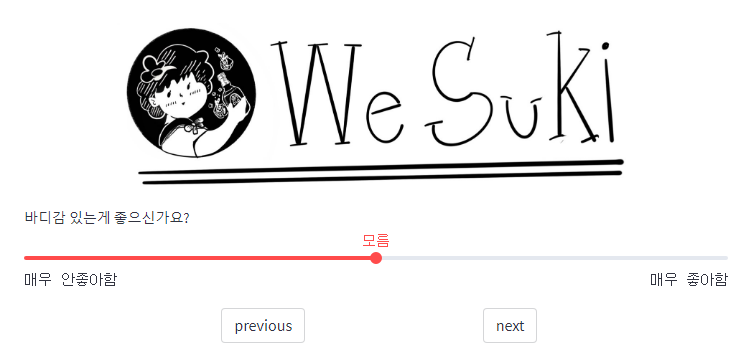 We Suki
바디감 있는게 좋으신가요?
모름
매우 안좋아함 매우 좋아함
previous next